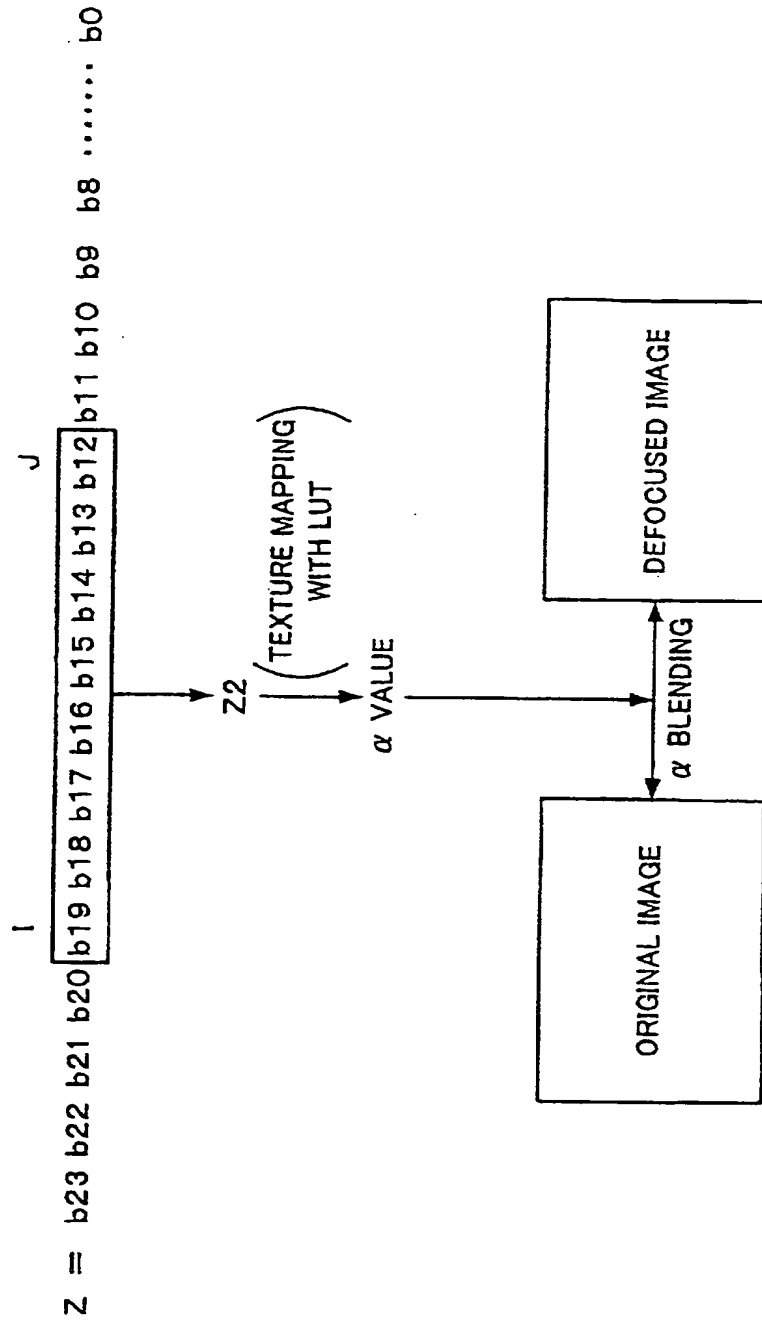 I J
Z = b23 b22 b21 b20 b19 b18 b17 b16 b15 b14 b13 b12 b11 b10 b9 b8 ........ b0
Z2
(TEXTURE MAPPING
WITH LUT)
α VALUE
α BLENDING
ORIGINAL IMAGE
DEFOCUSED IMAGE